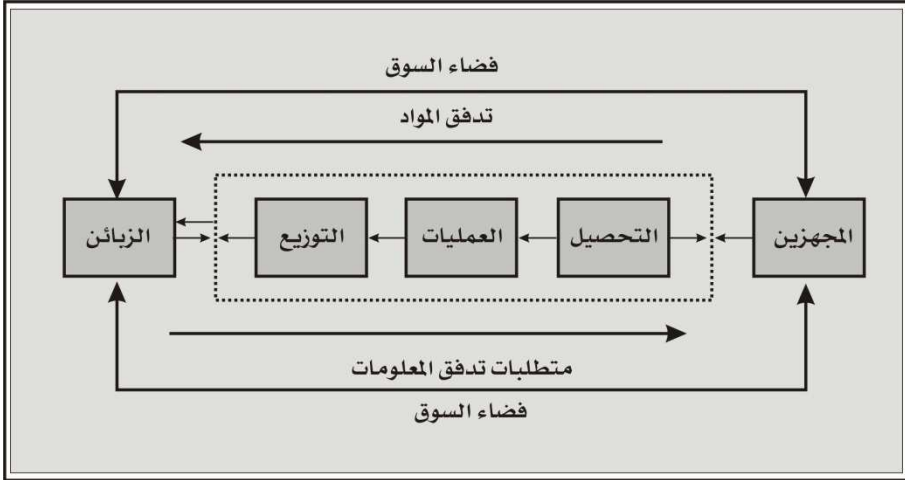 فضاء السوق
تدفق المواد
المجهزين
التحصيل
العمليات
التوزيع
الزبائن
متطلبات تدفق المعلومات
فضاء السوق